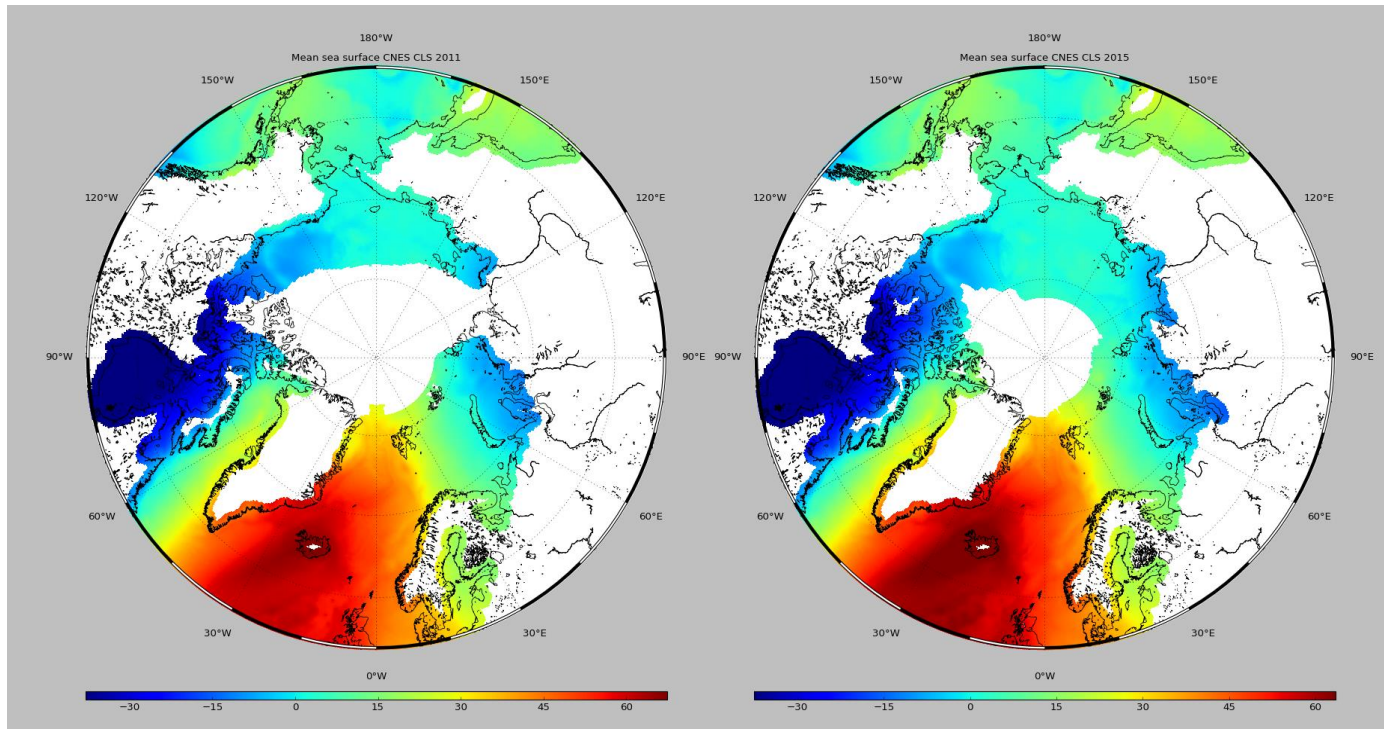 180°W
Mean sea surface CNES CLS 2011
150°W
150°E
120°W
120°E
90°W
90°E
60°W
60°E
30°W
30°E
0°W
−30
−15
0
15
30
45
60
180°W
Mean sea surface CNES CLS 2015
150°W
150°E
120°W
120°E
90°W
90°E
60°W
60°E
30°W
30°E
0°W
−30
−15
0
15
30
45
60